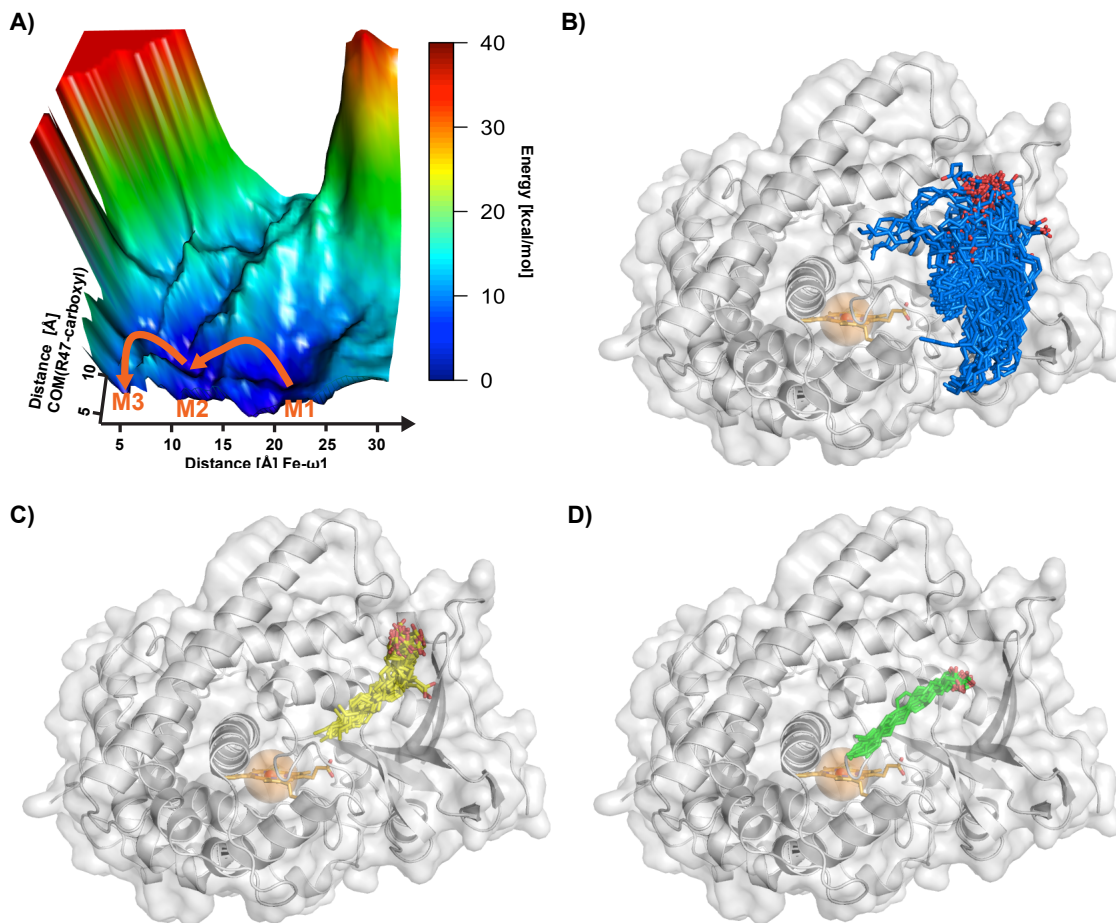 A)
40
30
20
10
0
Energy [kcal/mol]
Distance [Å]
COM(R47-carboxyl)
10
5
M3
M2
M1
5 10 15 20 25 30
Distance [Å] Fe-ω1
B)
C)
D)